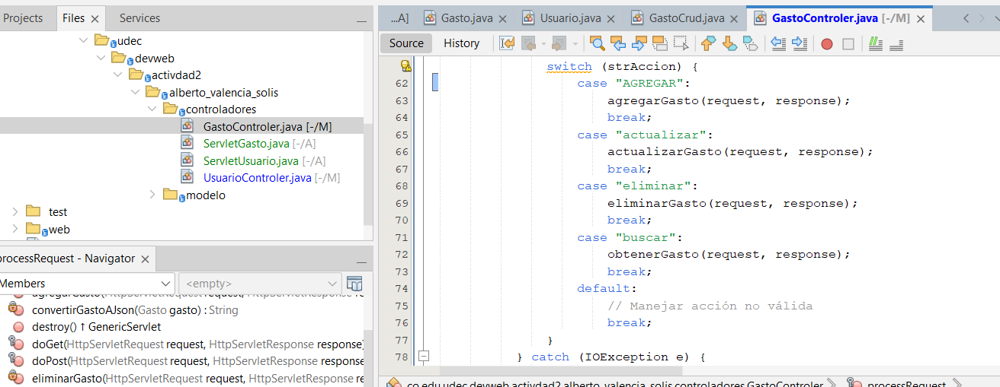 Projects Files × Services
udec
devweb
activdad2
alberto_valencia_solis
controladores
GastoControler.java [-/M]
ServletGasto.java [-/A]
ServletUsuario.java [-/A]
UsuarioControler.java [-/M]
modelo
test
web
processRequest - Navigator ×
Members <empty>
agregarGasto(HttpServletRequest request, HttpServletResponse re
convertirGastoAJson(Gasto gasto) : String
destroy() ↑ GenericServlet
doGet(HttpServletRequest request, HttpServletResponse response)
doPost(HttpServletRequest request, HttpServletResponse response
eliminarGasto(HttpServletRequest request, HttpServletResponse re
...A] Gasto.java × Usuario.java × GastoCrud.java × GastoControler.java [-/M] ×
Source History
switch (strAccion) {
62 case "AGREGAR":
63 agregarGasto(request, response);
64 break;
65 case "actualizar":
66 actualizarGasto(request, response);
67 break;
68 case "eliminar":
69 eliminarGasto(request, response);
70 break;
71 case "buscar":
72 obtenerGasto(request, response);
73 break;
74 default:
75 // Manejar acción no válida
76 break;
77 }
78 } catch (IOException e) {
co.edu.udec.devweb.activdad2.alberto_valencia_solis.controladores.GastoControler processRequest